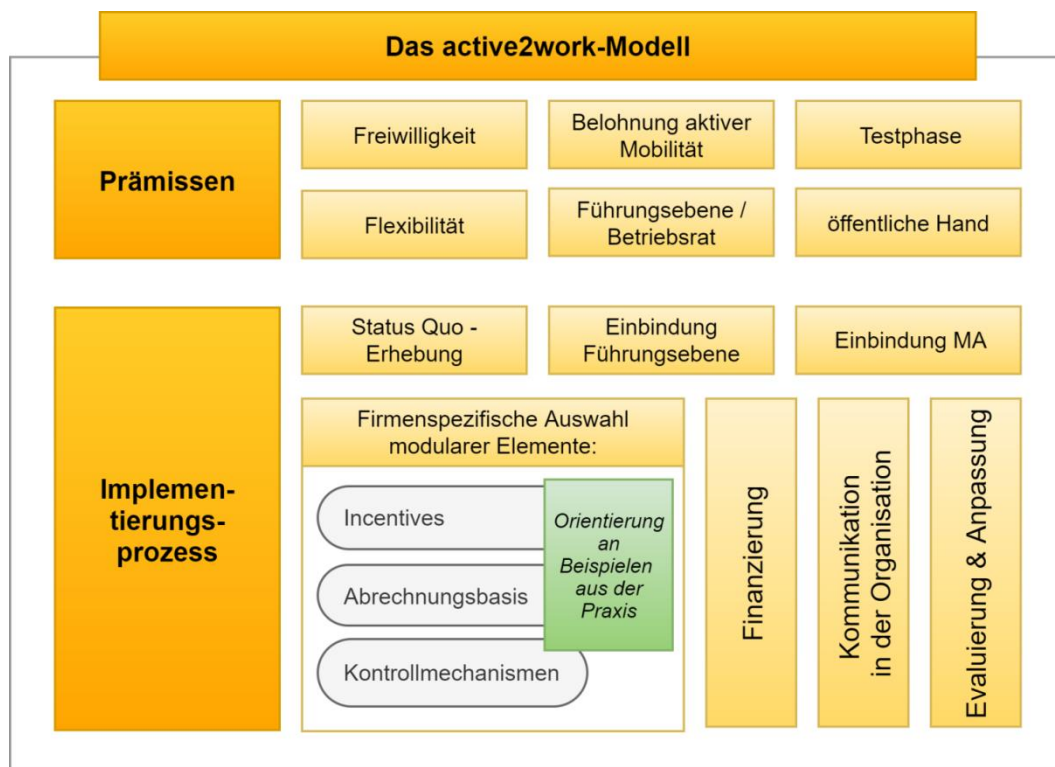 Das active2work-Modell
Prämissen
Freiwilligkeit
Belohnung aktiver
Mobilität
Testphase
Flexibilität
Führungsebene /
Betriebsrat
öffentliche Hand
Implemen-
tierungs-
prozess
Status Quo -
Erhebung
Einbindung
Führungsebene
Einbindung MA
Firmenspezifische Auswahl
modularer Elemente:
Incentives
Abrechnungsbasis
Kontrollmechanismen
Orientierung
an
Beispielen
aus der
Praxis
Finanzierung
Kommunikation
in der Organisation
Evaluierung & Anpassung